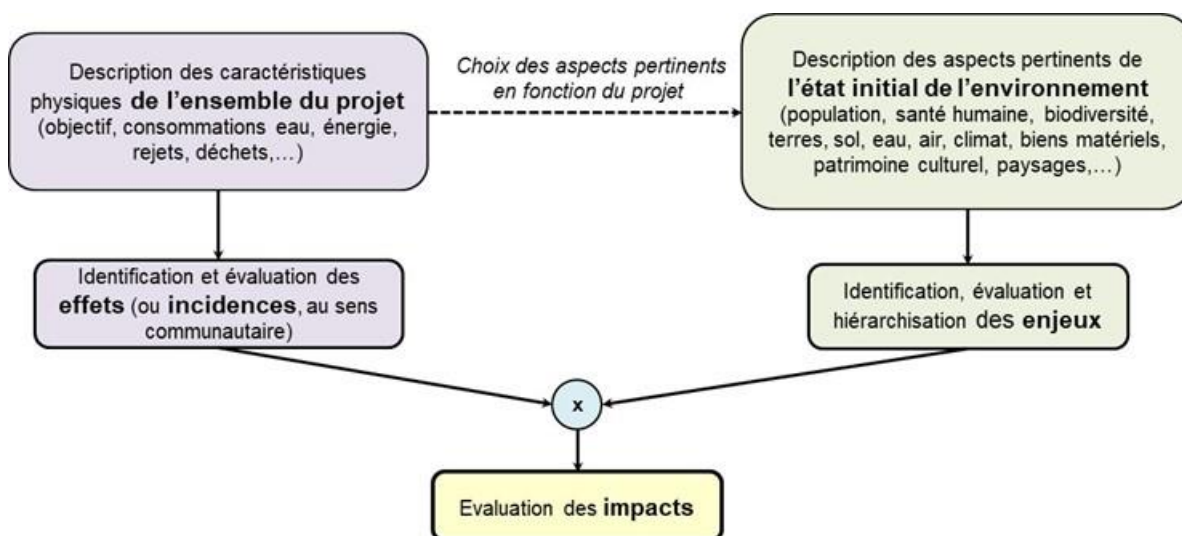 Description des caractéristiques
physiques de l'ensemble du projet
(objectif, consommations eau, énergie,
rejets, déchets,…)
Choix des aspects pertinents
en fonction du projet
Description des aspects pertinents de
l'état initial de l'environnement
(population, santé humaine, biodiversité,
terres, sol, eau, air, climat, biens matériels,
patrimoine culturel, paysages,…)
Identification et évaluation des
effets (ou incidences, au sens
communautaire)
Identification, évaluation et
hiérarchisation des enjeux
x
Evaluation des impacts